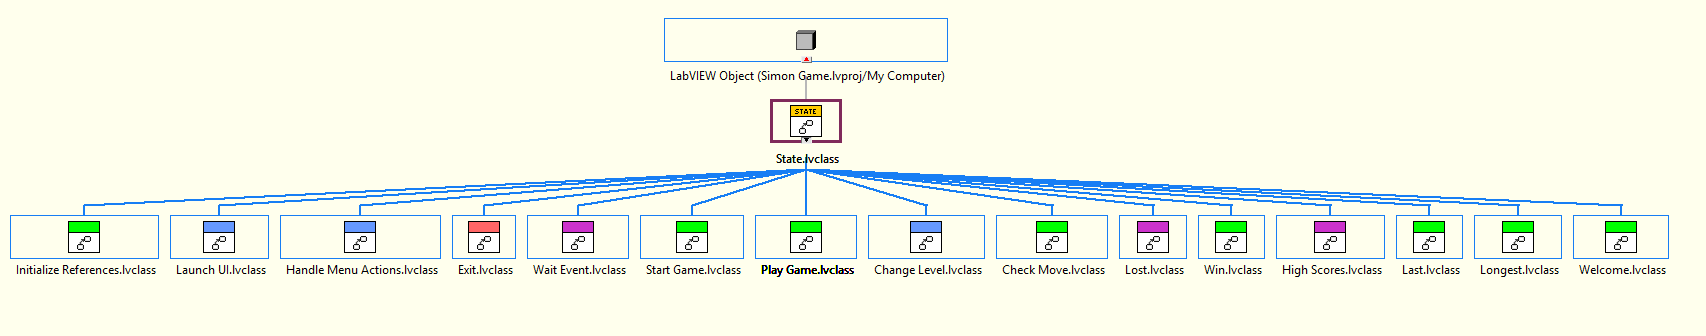 LabVIEW Object (Simon Game.lvproj/My Computer)
STATE
State.lvclass
Initialize References.lvclass
Launch UI.lvclass
Handle Menu Actions.lvclass
Exit.lvclass
Wait Event.lvclass
Start Game.lvclass
Play Game.lvclass
Change Level.lvclass
Check Move.lvclass
Lost.lvclass
Win.lvclass
High Scores.lvclass
Last.lvclass
Longest.lvclass
Welcome.lvclass